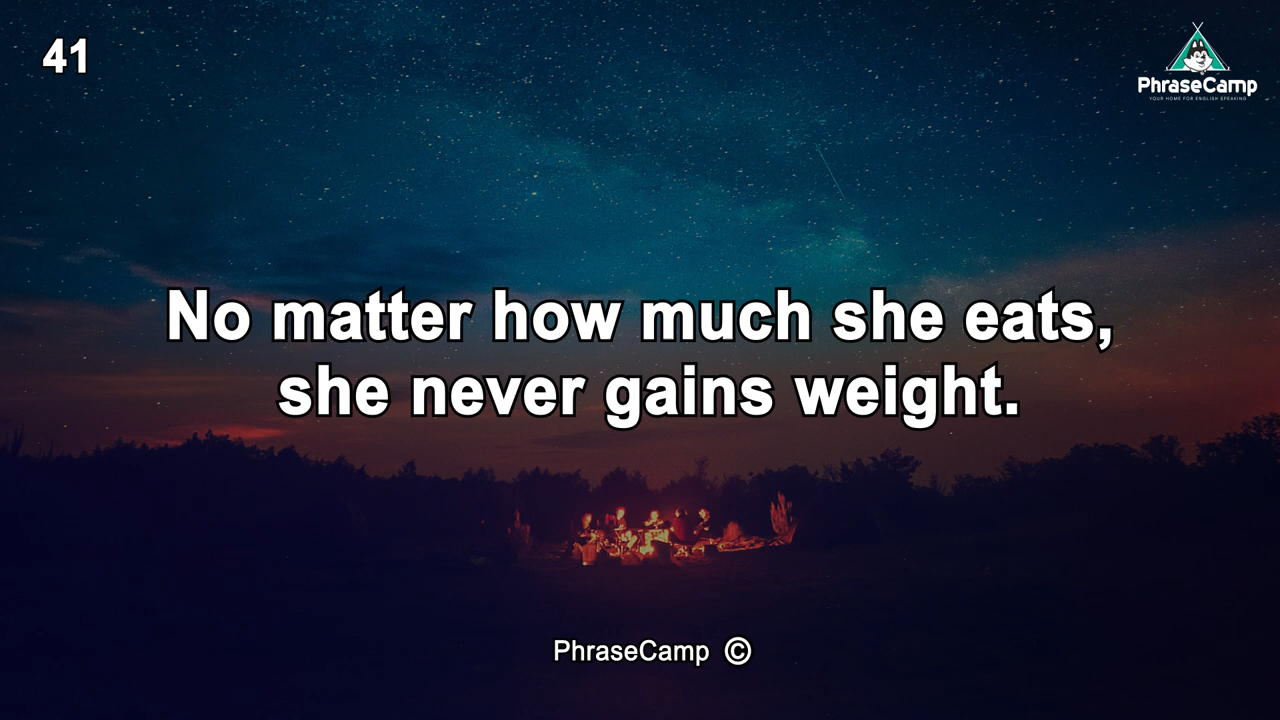 41
PhraseCamp
YOUR HOME FOR ENGLISH SPEAKING
No matter how much she eats,
she never gains weight.
PhraseCamp ©